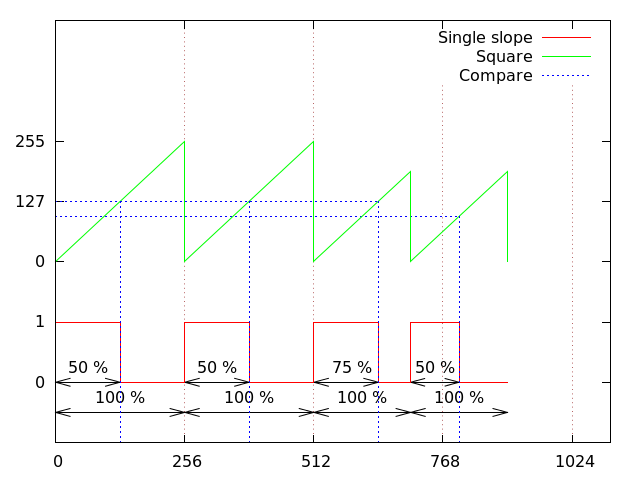 Single slope
Square
Compare
255
127
0
1
50 % 50 % 75 % 50 %
0
100 % 100 % 100 % 100 %
0 256 512 768 1024